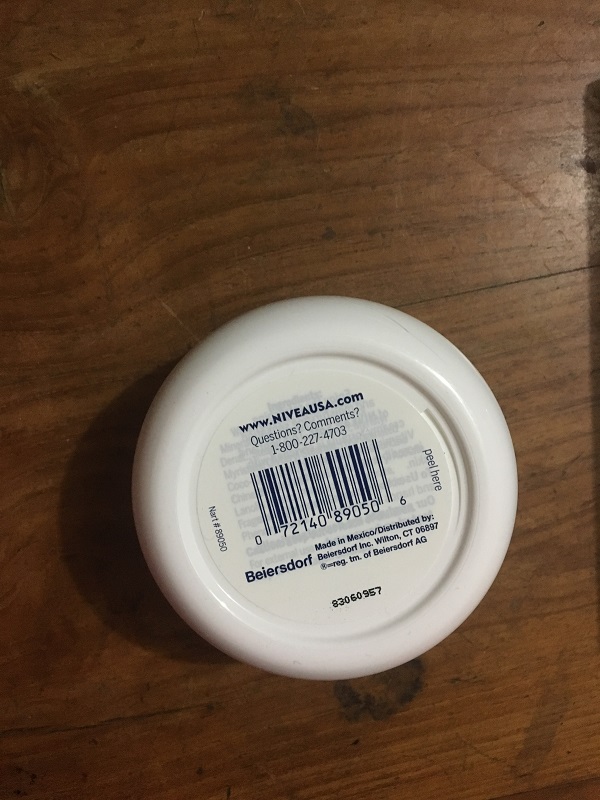 www.NIVEAUSA.com
Questions? Comments?
1-800-227-4703
peel here
Nart # 89050
0 72140 89050 6
Beiersdorf
Made in Mexico/Distributed by:
Beiersdorf Inc. Wilton, CT 06897
®=reg. tm. of Beiersdorf AG
83060957